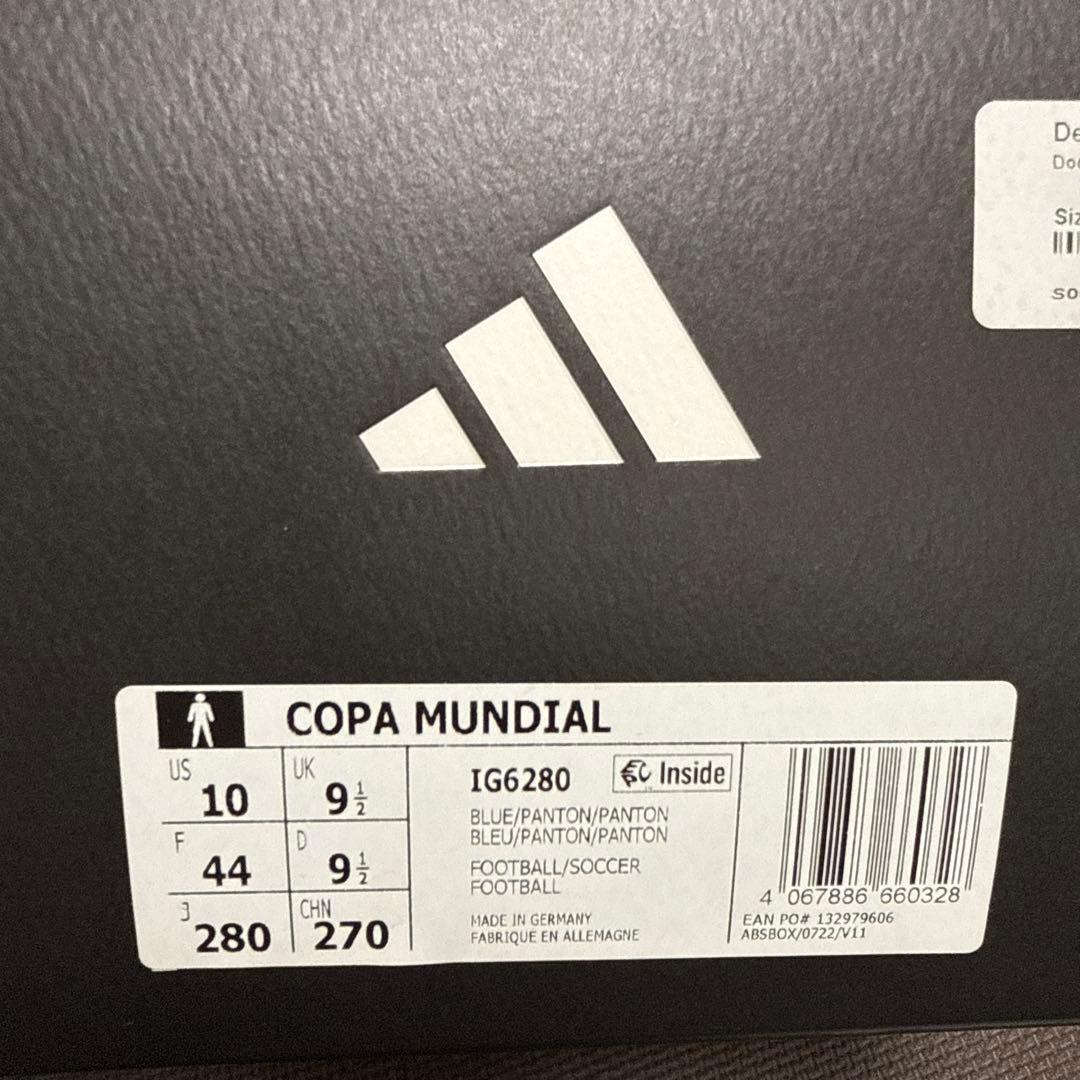 Siz
so
COPA MUNDIAL
US 10 UK 9 1/2
F 44 D 9 1/2
J 280 CHN 270
IG6280
Inside
BLUE/PANTON/PANTON
BLEU/PANTON/PANTON
FOOTBALL/SOCCER
FOOTBALL
MADE IN GERMANY
FABRIQUE EN ALLEMAGNE
4 067886 660328
EAN PO# 132979606
ABSBOX/0722/V11